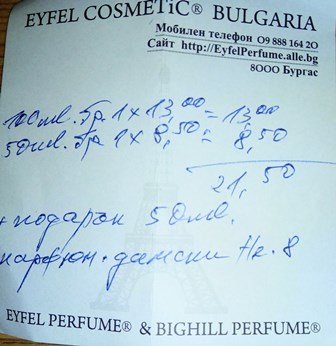 EYFEL COSMETiC® BULGARIA
Мобилен телефон 09 888 164 20
Сайт http://EyfelPerfume.alle.bg
8000 Бургас
100мл. бр. 1 x 13,00 = 13,00
50мл. бр. 1 x 8,50 = 8,50
21,50
+ подарък 50мл.
парфюм. дамски Nr. 8
EYFEL PERFUME® & BIGHILL PERFUME®